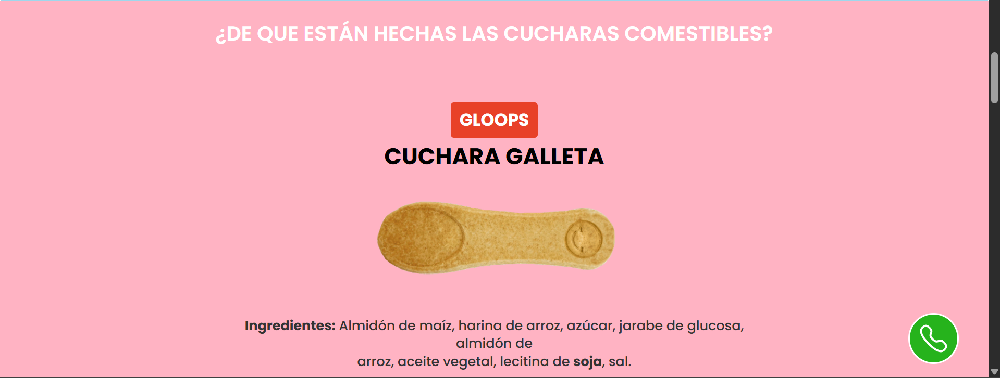 ¿DE QUE ESTÁN HECHAS LAS CUCHARAS COMESTIBLES?
GLOOPS
CUCHARA GALLETA
Ingredientes: Almidón de maíz, harina de arroz, azúcar, jarabe de glucosa,
almidón de
arroz, aceite vegetal, lecitina de soja, sal.